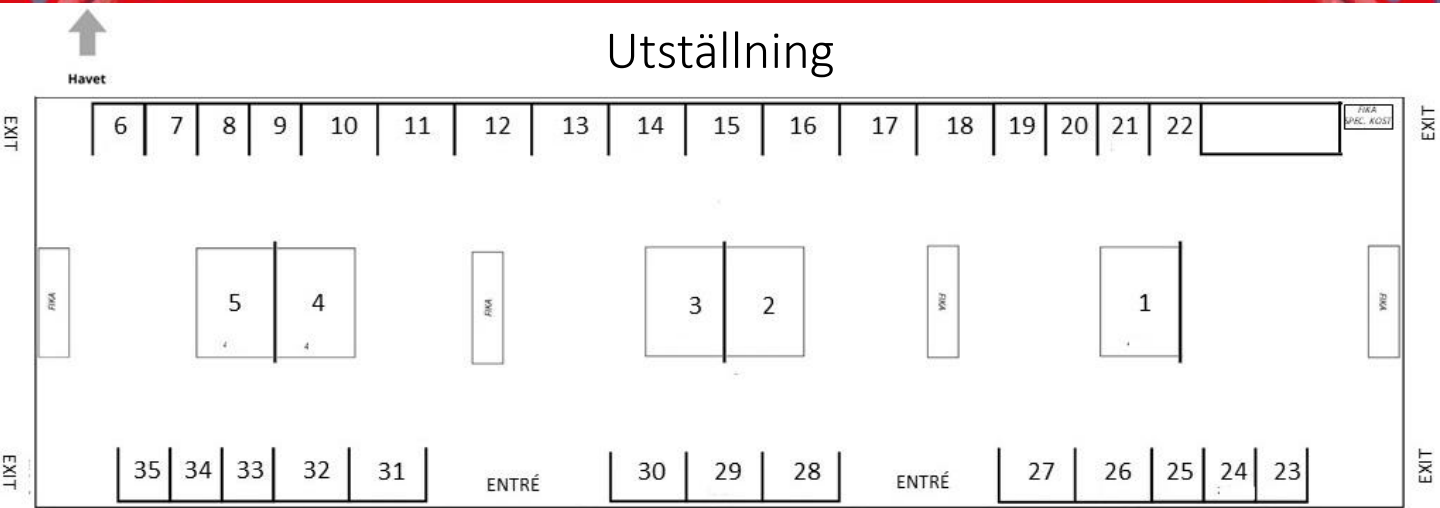 Utställning
Havet
EXIT
EXIT
6 7 8 9 10 11 12 13 14 15 16 17 18 19 20 21 22
FIKA
SPEC. KOST
FIKA
5 4
FIKA
3 2
FIKA
1
FIKA
4 4
EXIT
35 34 33 32 31
ENTRÉ
30 29 28
ENTRÉ
27 26 25 24 23
EXIT